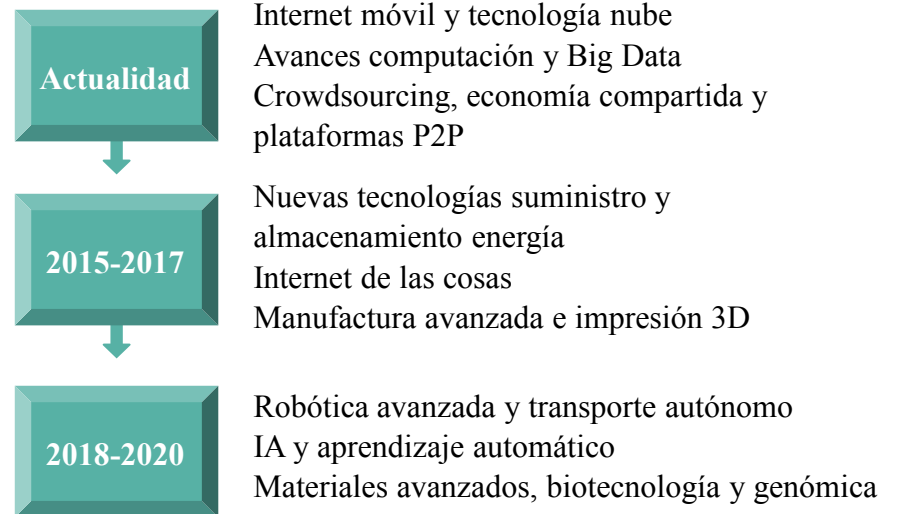 Actualidad
Internet móvil y tecnología nube
Avances computación y Big Data
Crowdsourcing, economía compartida y
plataformas P2P
2015-2017
Nuevas tecnologías suministro y
almacenamiento energía
Internet de las cosas
Manufactura avanzada e impresión 3D
2018-2020
Robótica avanzada y transporte autónomo
IA y aprendizaje automático
Materiales avanzados, biotecnología y genómica